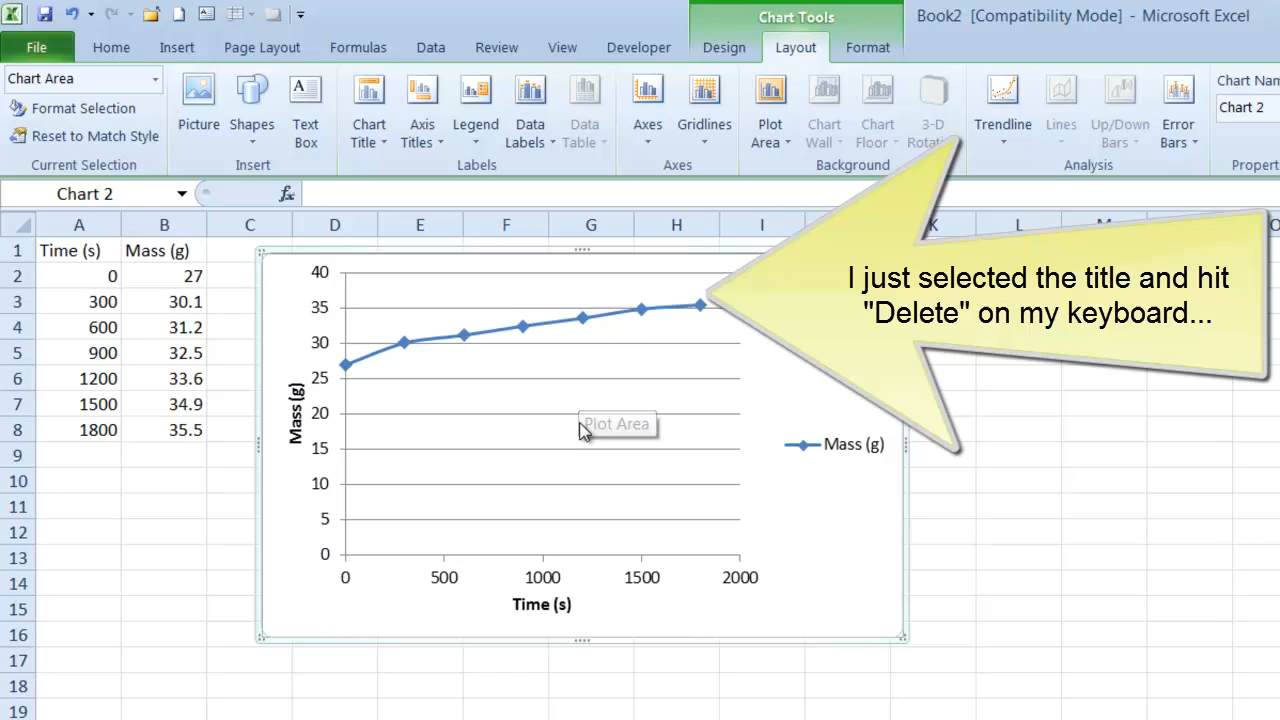 Chart Tools
Book2 [Compatibility Mode] - Microsoft Excel
File Home Insert Page Layout Formulas Data Review View Developer Design Layout Format
Chart Area
Format Selection
Reset to Match Style
Current Selection
Picture
Shapes
Text
Box
Insert
Chart
Title
Axis
Titles
Legend
Data
Labels
Data
Table
Labels
Axes
Gridlines
Axes
Plot
Area
Chart
Wall
Chart
Floor
3-D
Background
Trendline
Lines
Up/Down
Bars
Error
Bars
Analysis
Chart
Chart 2
Chart 2
fx
A B C D E F G H I K L
1 Time (s) Mass (g)
2 0 27
3 300 30.1
4 600 31.2
5 900 32.5
6 1200 33.6
7 1500 34.9
8 1800 35.5
9
10
11
12
13
14
15
16
17
18
19
40
35
30
25
20
15
10
5
0
Mass (g)
0 500 1000 1500 2000
Time (s)
Plot Area
Mass (g)
I just selected the title and hit
"Delete" on my keyboard...